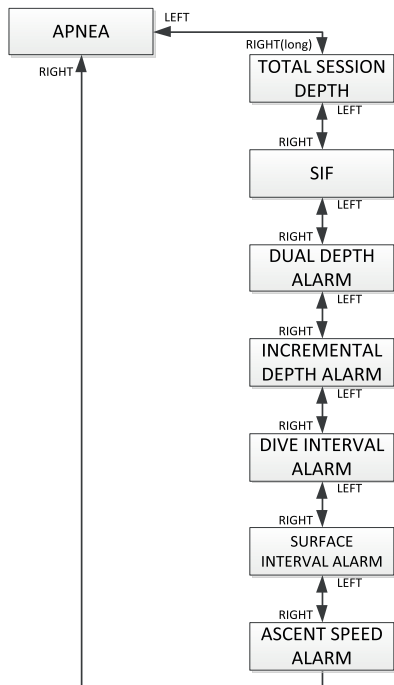 APNEA
LEFT
RIGHT(long)
RIGHT
TOTAL SESSION
DEPTH
LEFT
RIGHT
SIF
LEFT
RIGHT
DUAL DEPTH
ALARM
LEFT
RIGHT
INCREMENTAL
DEPTH ALARM
LEFT
RIGHT
DIVE INTERVAL
ALARM
LEFT
RIGHT
SURFACE
INTERVAL ALARM
LEFT
RIGHT
ASCENT SPEED
ALARM